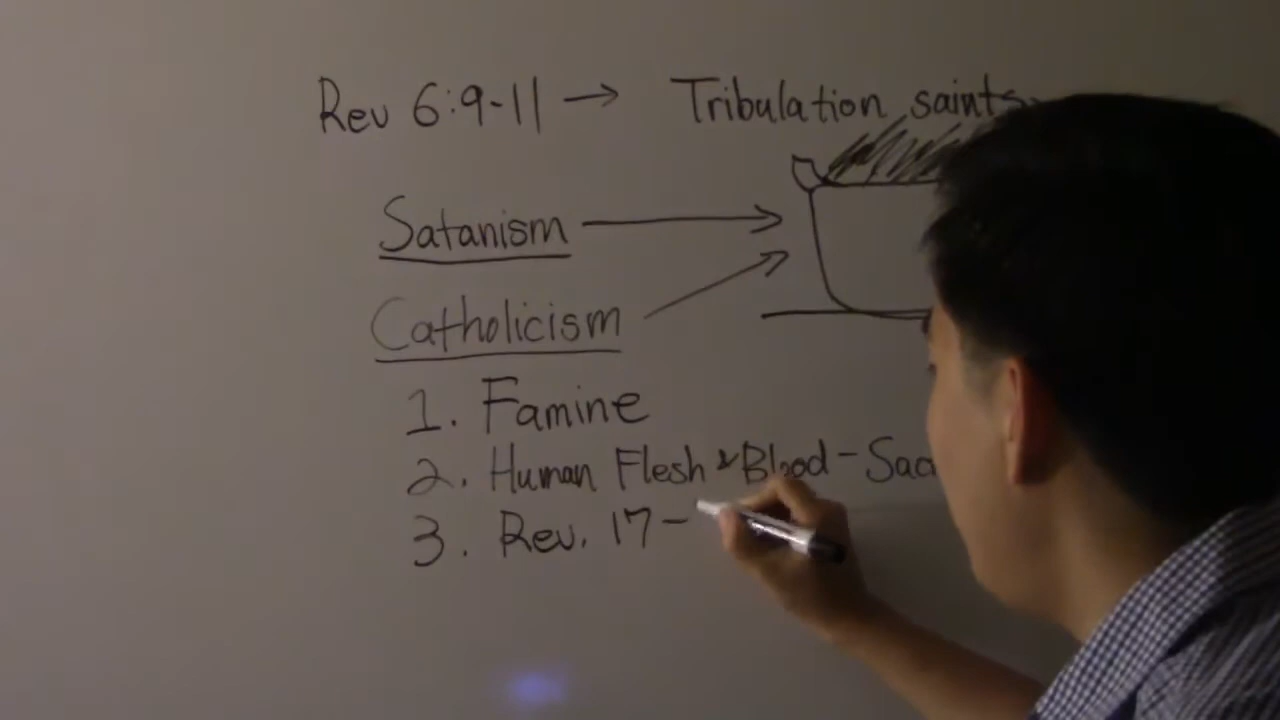 Rev 6:9-11 → Tribulation saints
Satanism →
Catholicism →
1. Famine
2. Human Flesh & Blood - Sac
3. Rev. 17 -